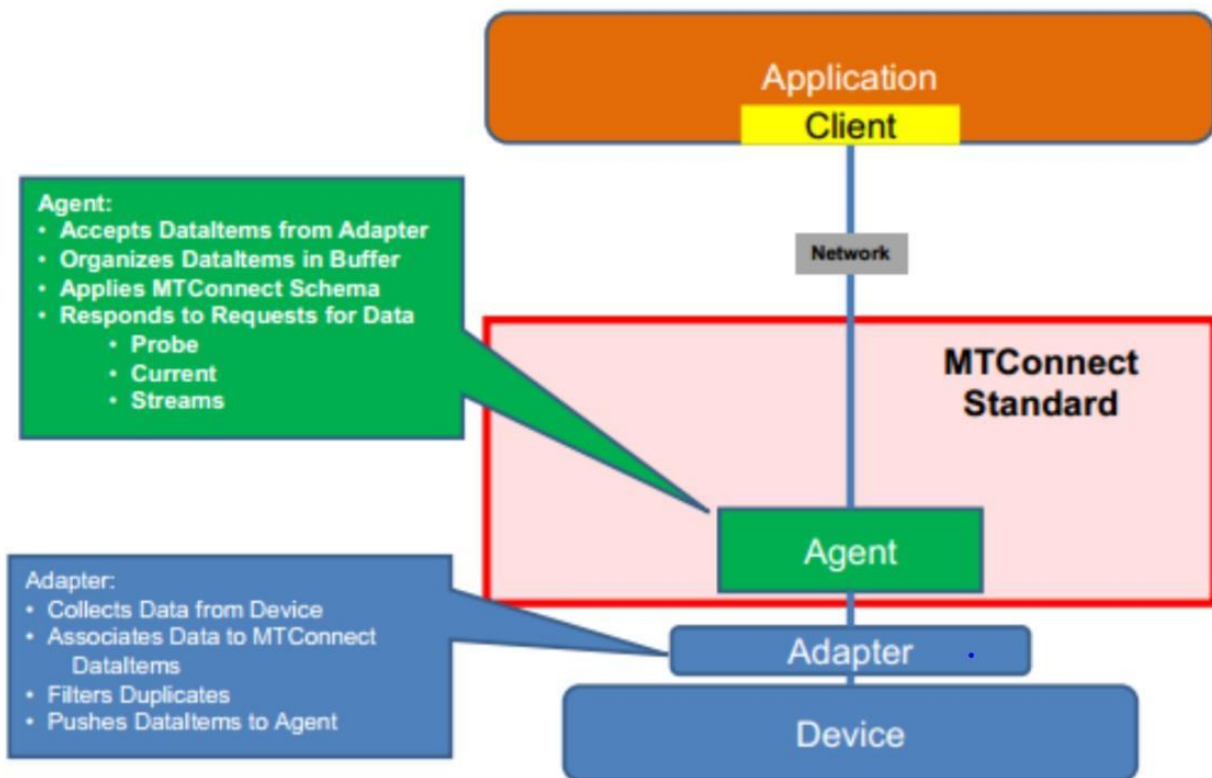 Application
Client
Agent:
• Accepts DataItems from Adapter
• Organizes DataItems in Buffer
• Applies MTConnect Schema
• Responds to Requests for Data
• Probe
• Current
• Streams
Network
MTConnect
Standard
Agent
Adapter:
• Collects Data from Device
• Associates Data to MTConnect
DataItems
• Filters Duplicates
• Pushes DataItems to Agent
Adapter
Device